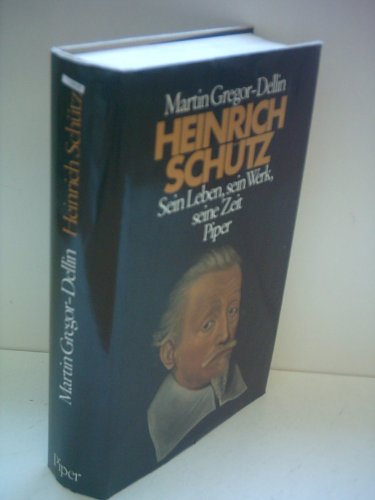 Martin Gregor-Dellin
HEINRICH
SCHÜTZ
Sein Leben, sein Werk,
seine Zeit
Piper
Martin Gregor-Dellin Heinrich Schütz
Piper